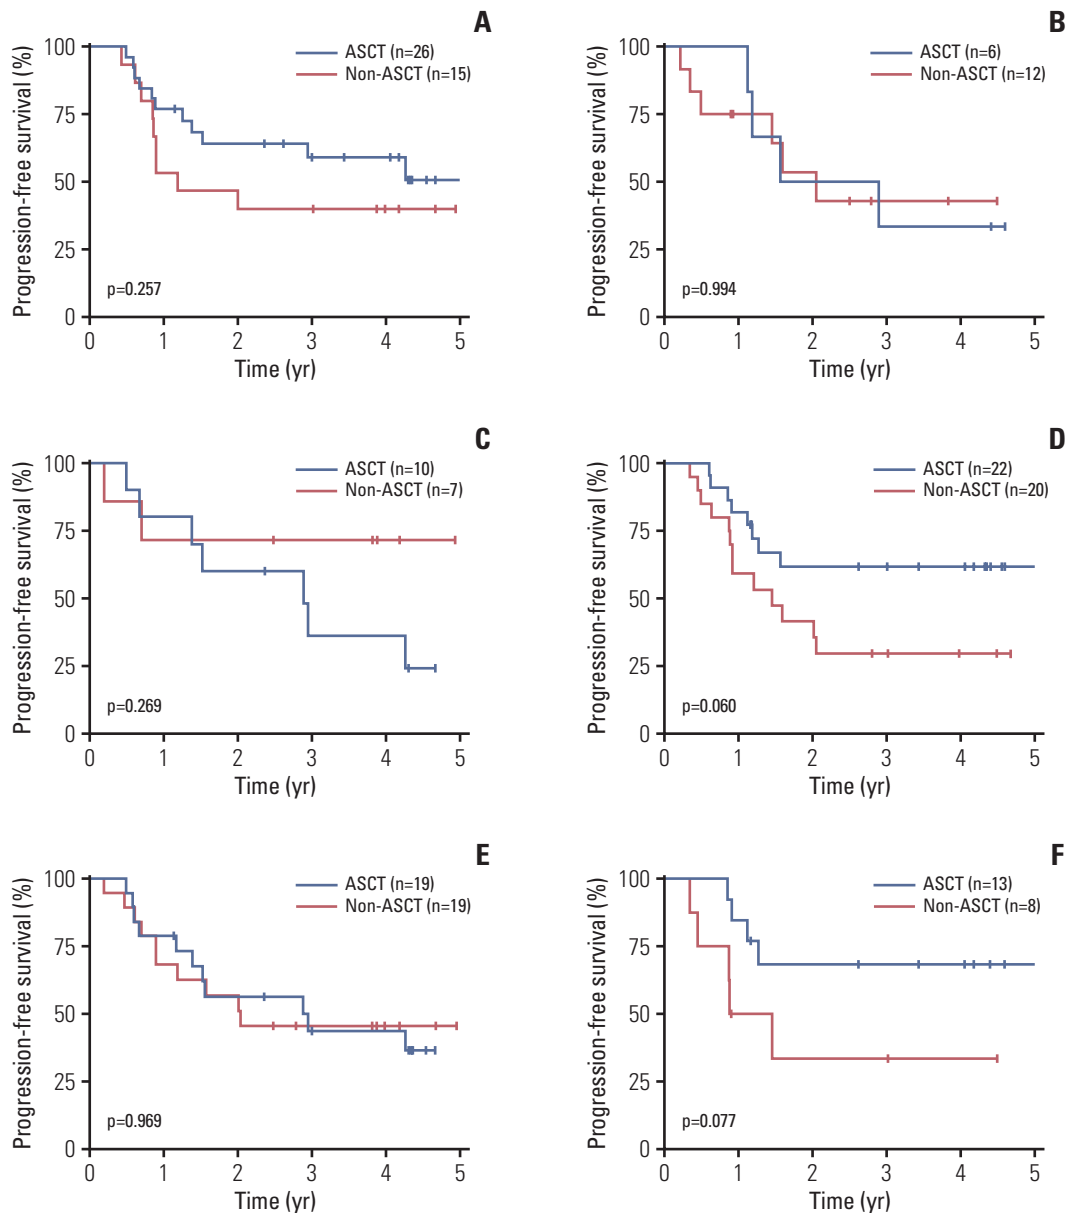 A
Progression-free survival (%)
100
75
50
25
0
ASCT (n=26)
Non-ASCT (n=15)
p=0.257
0 1 2 3 4 5
Time (yr)
B
Progression-free survival (%)
100
75
50
25
0
ASCT (n=6)
Non-ASCT (n=12)
p=0.994
0 1 2 3 4 5
Time (yr)
C
Progression-free survival (%)
100
75
50
25
0
ASCT (n=10)
Non-ASCT (n=7)
p=0.269
0 1 2 3 4 5
Time (yr)
D
Progression-free survival (%)
100
75
50
25
0
ASCT (n=22)
Non-ASCT (n=20)
p=0.060
0 1 2 3 4 5
Time (yr)
E
Progression-free survival (%)
100
75
50
25
0
ASCT (n=19)
Non-ASCT (n=19)
p=0.969
0 1 2 3 4 5
Time (yr)
F
Progression-free survival (%)
100
75
50
25
0
ASCT (n=13)
Non-ASCT (n=8)
p=0.077
0 1 2 3 4 5
Time (yr)